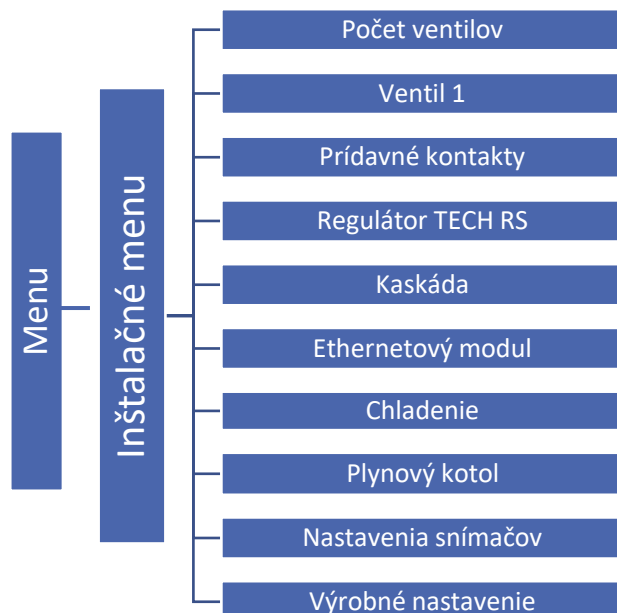 Menu
Inštalačné menu
Počet ventilov
Ventil 1
Prídavné kontakty
Regulátor TECH RS
Kaskáda
Ethernetový modul
Chladenie
Plynový kotol
Nastavenia snímačov
Výrobné nastavenie